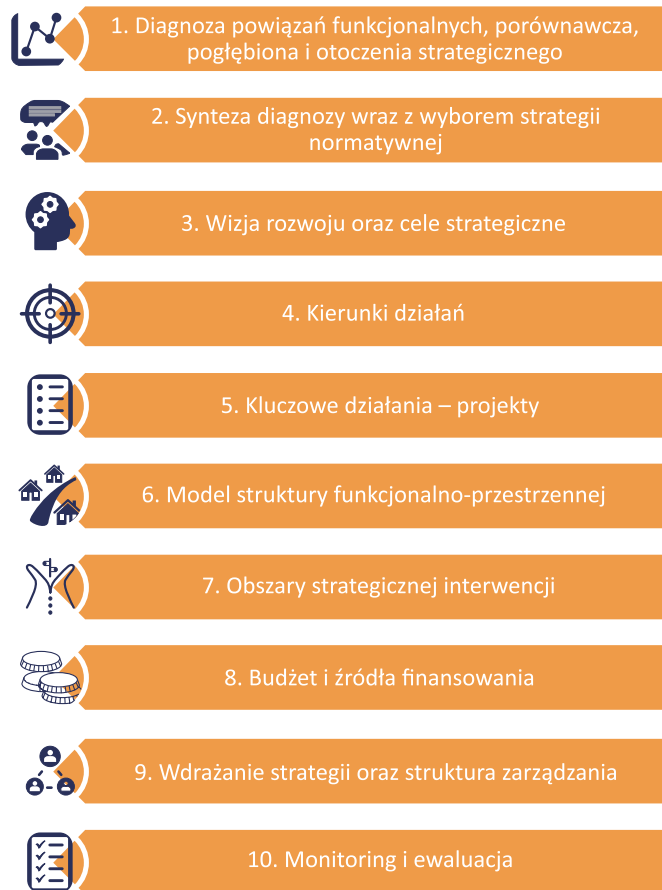 1. Diagnoza powiązań funkcjonalnych, porównawcza,
pogłębiona i otoczenia strategicznego
2. Synteza diagnozy wraz z wyborem strategii
normatywnej
3. Wizja rozwoju oraz cele strategiczne
4. Kierunki działań
5. Kluczowe działania – projekty
6. Model struktury funkcjonalno-przestrzennej
7. Obszary strategicznej interwencji
8. Budżet i źródła finansowania
9. Wdrażanie strategii oraz struktura zarządzania
10. Monitoring i ewaluacja